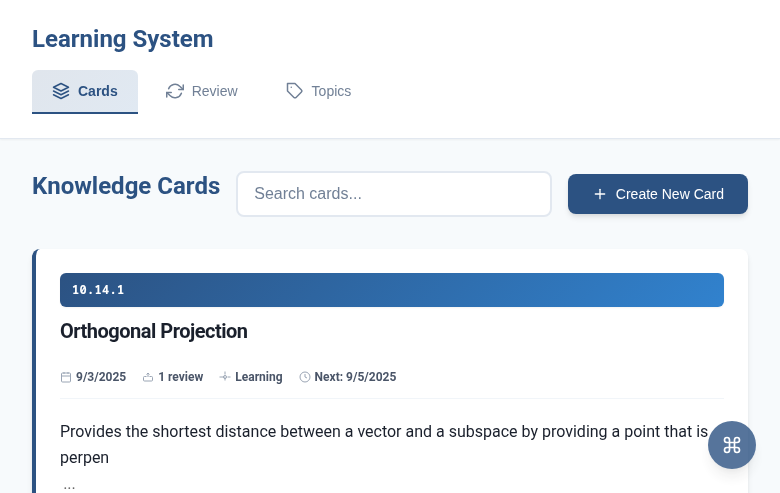 Learning System
Cards
Review
Topics
Knowledge Cards
Search cards...
Create New Card
10.14.1
Orthogonal Projection
9/3/2025
1 review
Learning
Next: 9/5/2025
Provides the shortest distance between a vector and a subspace by providing a point that is
perpen
...